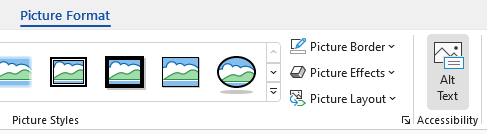 Picture Format
Picture Border
Picture Effects
Picture Layout
Alt
Text
Picture Styles
Accessibility